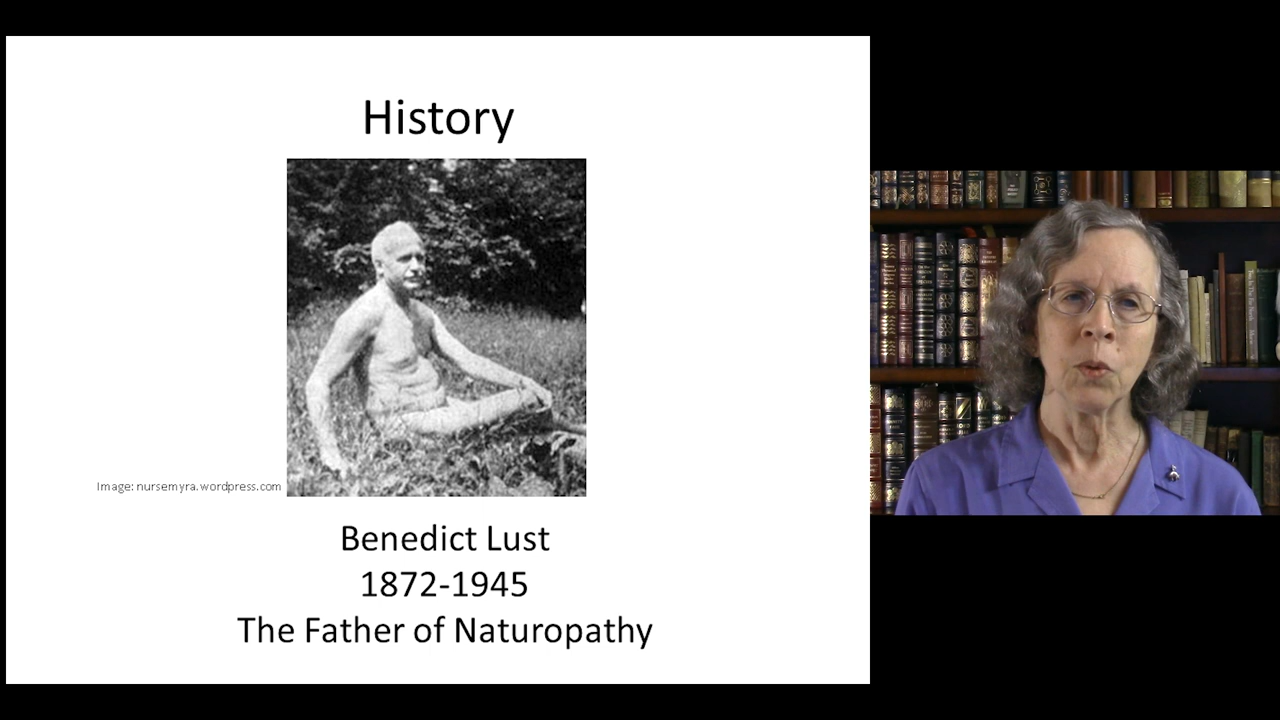 History
Image: nursemyra.wordpress.com
Benedict Lust
1872-1945
The Father of Naturopathy